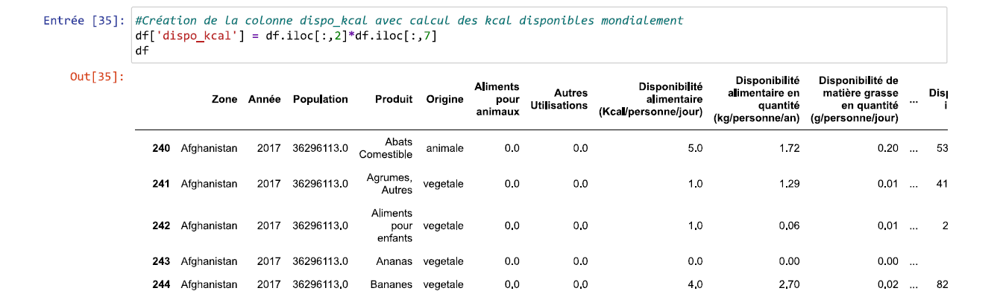 Entrée [35]: #Création de la colonne dispo_kcal avec calcul des kcal disponibles mondialement
df['dispo_kcal'] = df.iloc[:,2]*df.iloc[:,7]
df
Out[35]:
Zone Année Population Produit Origine Aliments pour animaux Autres Utilisations Disponibilité alimentaire (Kcal/personne/jour) Disponibilité alimentaire en quantité (kg/personne/an) Disponibilité de matière grasse en quantité (g/personne/jour) ...
240 Afghanistan 2017 36296113.0 Abats Comestible animale 0.0 0.0 5.0 1.72 0.20 ... 53
241 Afghanistan 2017 36296113.0 Agrumes, Autres vegetale 0.0 0.0 1.0 1.29 0.01 ... 41
242 Afghanistan 2017 36296113.0 Aliments pour enfants vegetale 0.0 0.0 1.0 0.06 0.01 ... 2
243 Afghanistan 2017 36296113.0 Ananas vegetale 0.0 0.0 0.0 0.00 0.00 ...
244 Afghanistan 2017 36296113.0 Bananes vegetale 0.0 0.0 4.0 2.70 0.02 ... 82